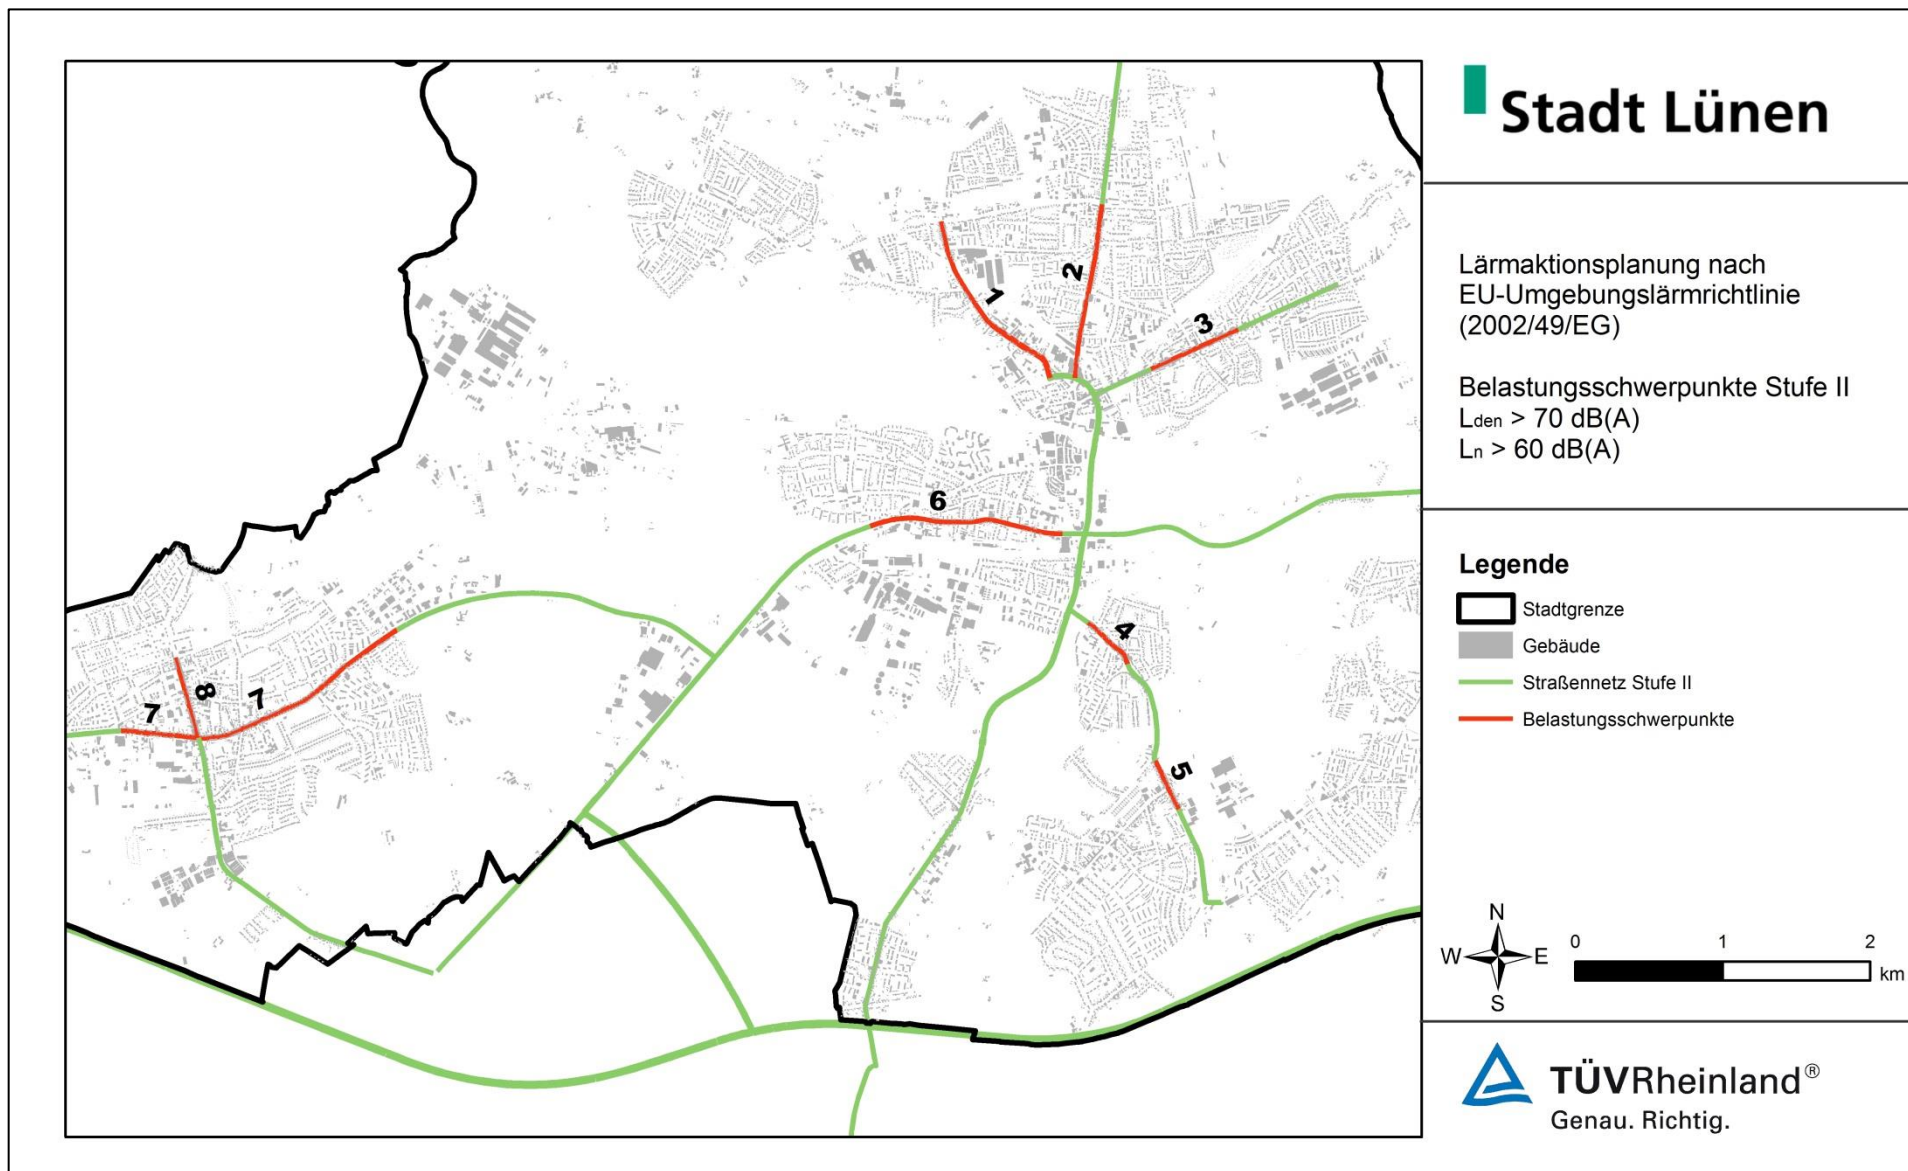 Stadt Lünen
Lärmaktionsplanung nach
EU-Umgebungslärmrichtlinie
(2002/49/EG)
Belastungsschwerpunkte Stufe II
Lden > 70 dB(A)
Ln > 60 dB(A)
Legende
Stadtgrenze
Gebäude
Straßennetz Stufe II
Belastungsschwerpunkte
N
W E
S
0 1 2
km
TÜVRheinland®
Genau. Richtig.
1
2
3
6
4
8
7
7
5